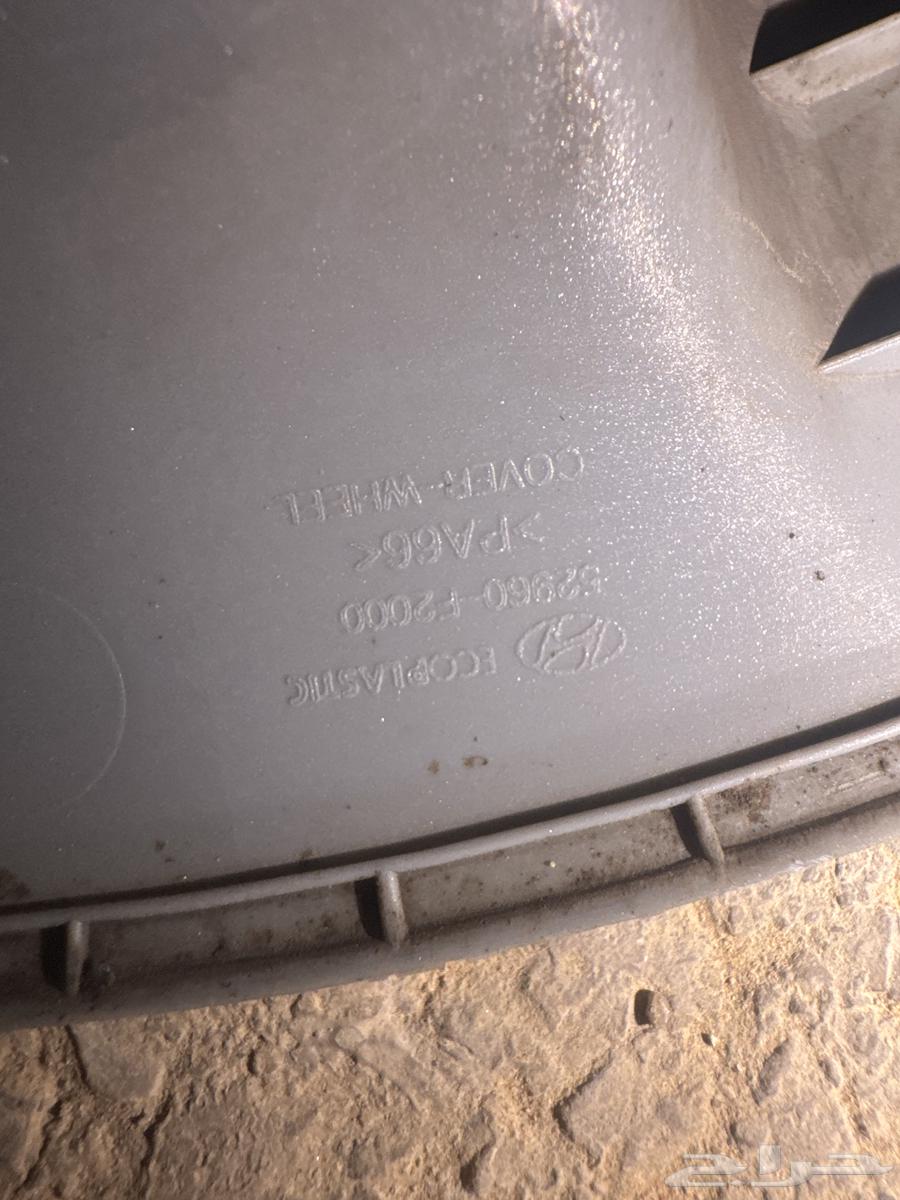 COVER-WHEEL
>PA66<
52960-F2000
ECOPLASTIC
حراج